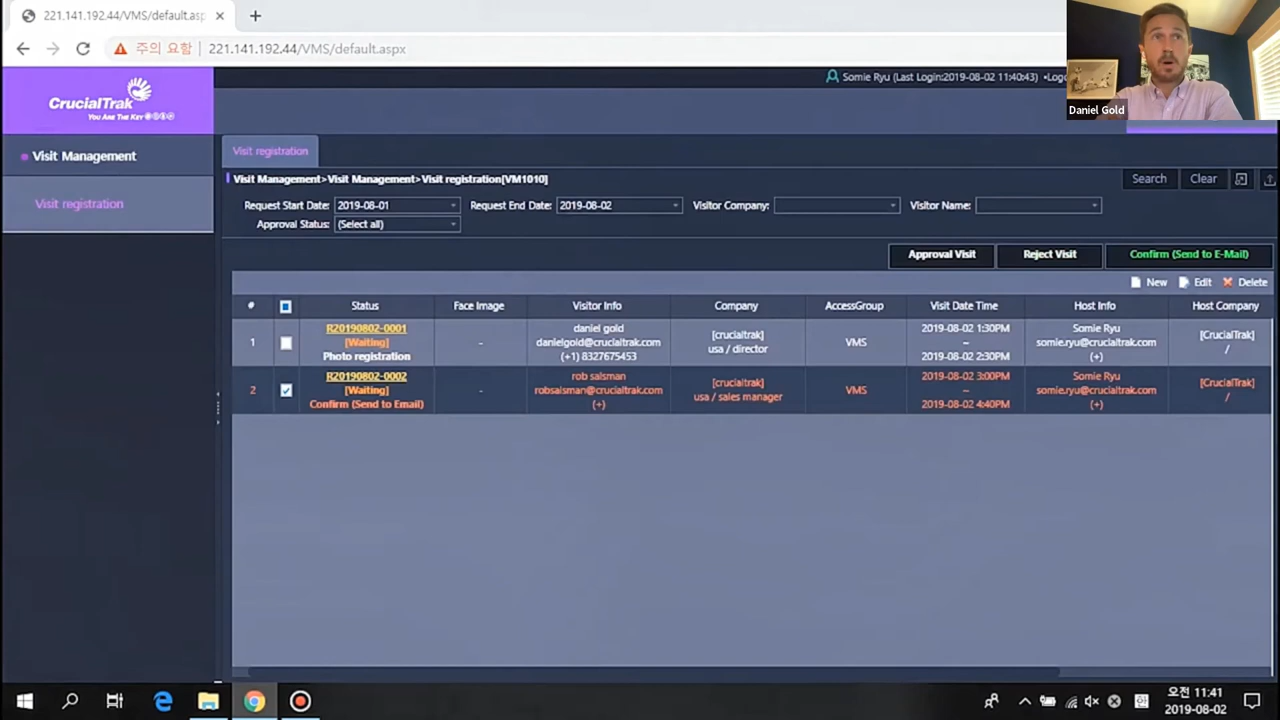 221.141.192.44/VMS/default.asp
주의 요함 | 221.141.192.44/VMS/default.aspx
Somie Ryu (Last Login:2019-08-02 11:40:43) •Logo
Daniel Gold
CrucialTrak
You Are The Key
Visit Management
Visit registration
Visit registration
Visit Management>Visit Management>Visit registration[VM1010]
Search Clear
Request Start Date: 2019-08-01 Request End Date: 2019-08-02 Visitor Company: Visitor Name:
Approval Status: (Select all)
Approval Visit Reject Visit Confirm (Send to E-Mail)
New Edit Delete
# Status Face Image Visitor Info Company AccessGroup Visit Date Time Host Info Host Company
R20190802-0001 daniel gold 2019-08-02 1:30PM Somie Ryu
1 [Waiting] - danielgold@crucialtrak.com [crucialtrak] VMS ~ somie.ryu@crucialtrak.com [CrucialTrak]
Photo registration (+1) 8327675453 usa / director 2019-08-02 2:30PM (+) /
R20190802-0002 rob salsman 2019-08-02 3:00PM Somie Ryu
2 [Waiting] - robsalsman@crucialtrak.com [crucialtrak] VMS ~ somie.ryu@crucialtrak.com [CrucialTrak]
Confirm (Send to Email) (+) usa / sales manager 2019-08-02 4:40PM (+) /
한
오전 11:41
2019-08-02